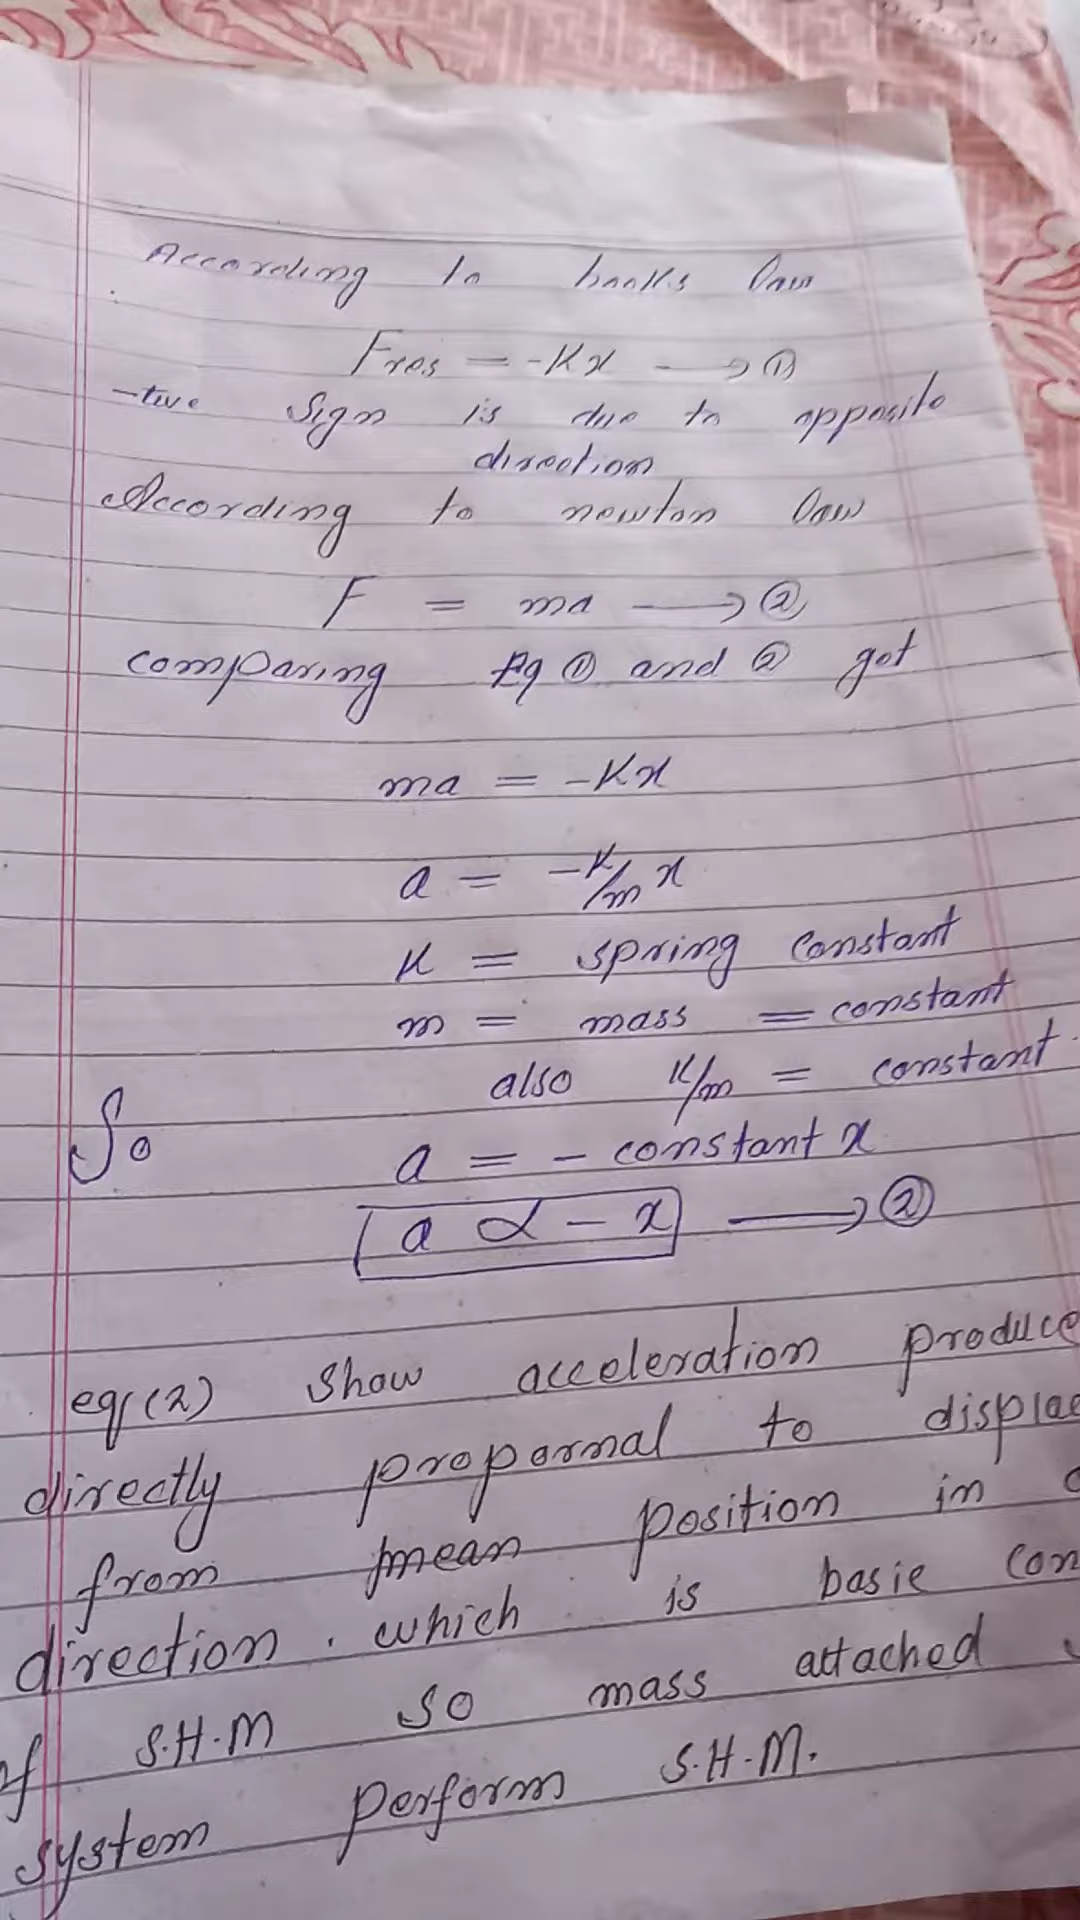 According to hooks law
Fres = -Kx → ①
-tive Sign is due to opposite
direction
According to newton law
F = ma → ②
comparing Eq ① and ② get
ma = -Kx
a = -K/m x
K = spring constant
m = mass = constant
also K/m = constant
So a = - constant x
a ∝ - x → ②
eq(2) Show acceleration produce
directly propornal to displac
from mean position in
direction. which is basic con
of S.H.M so mass attached
system perform S.H.M.